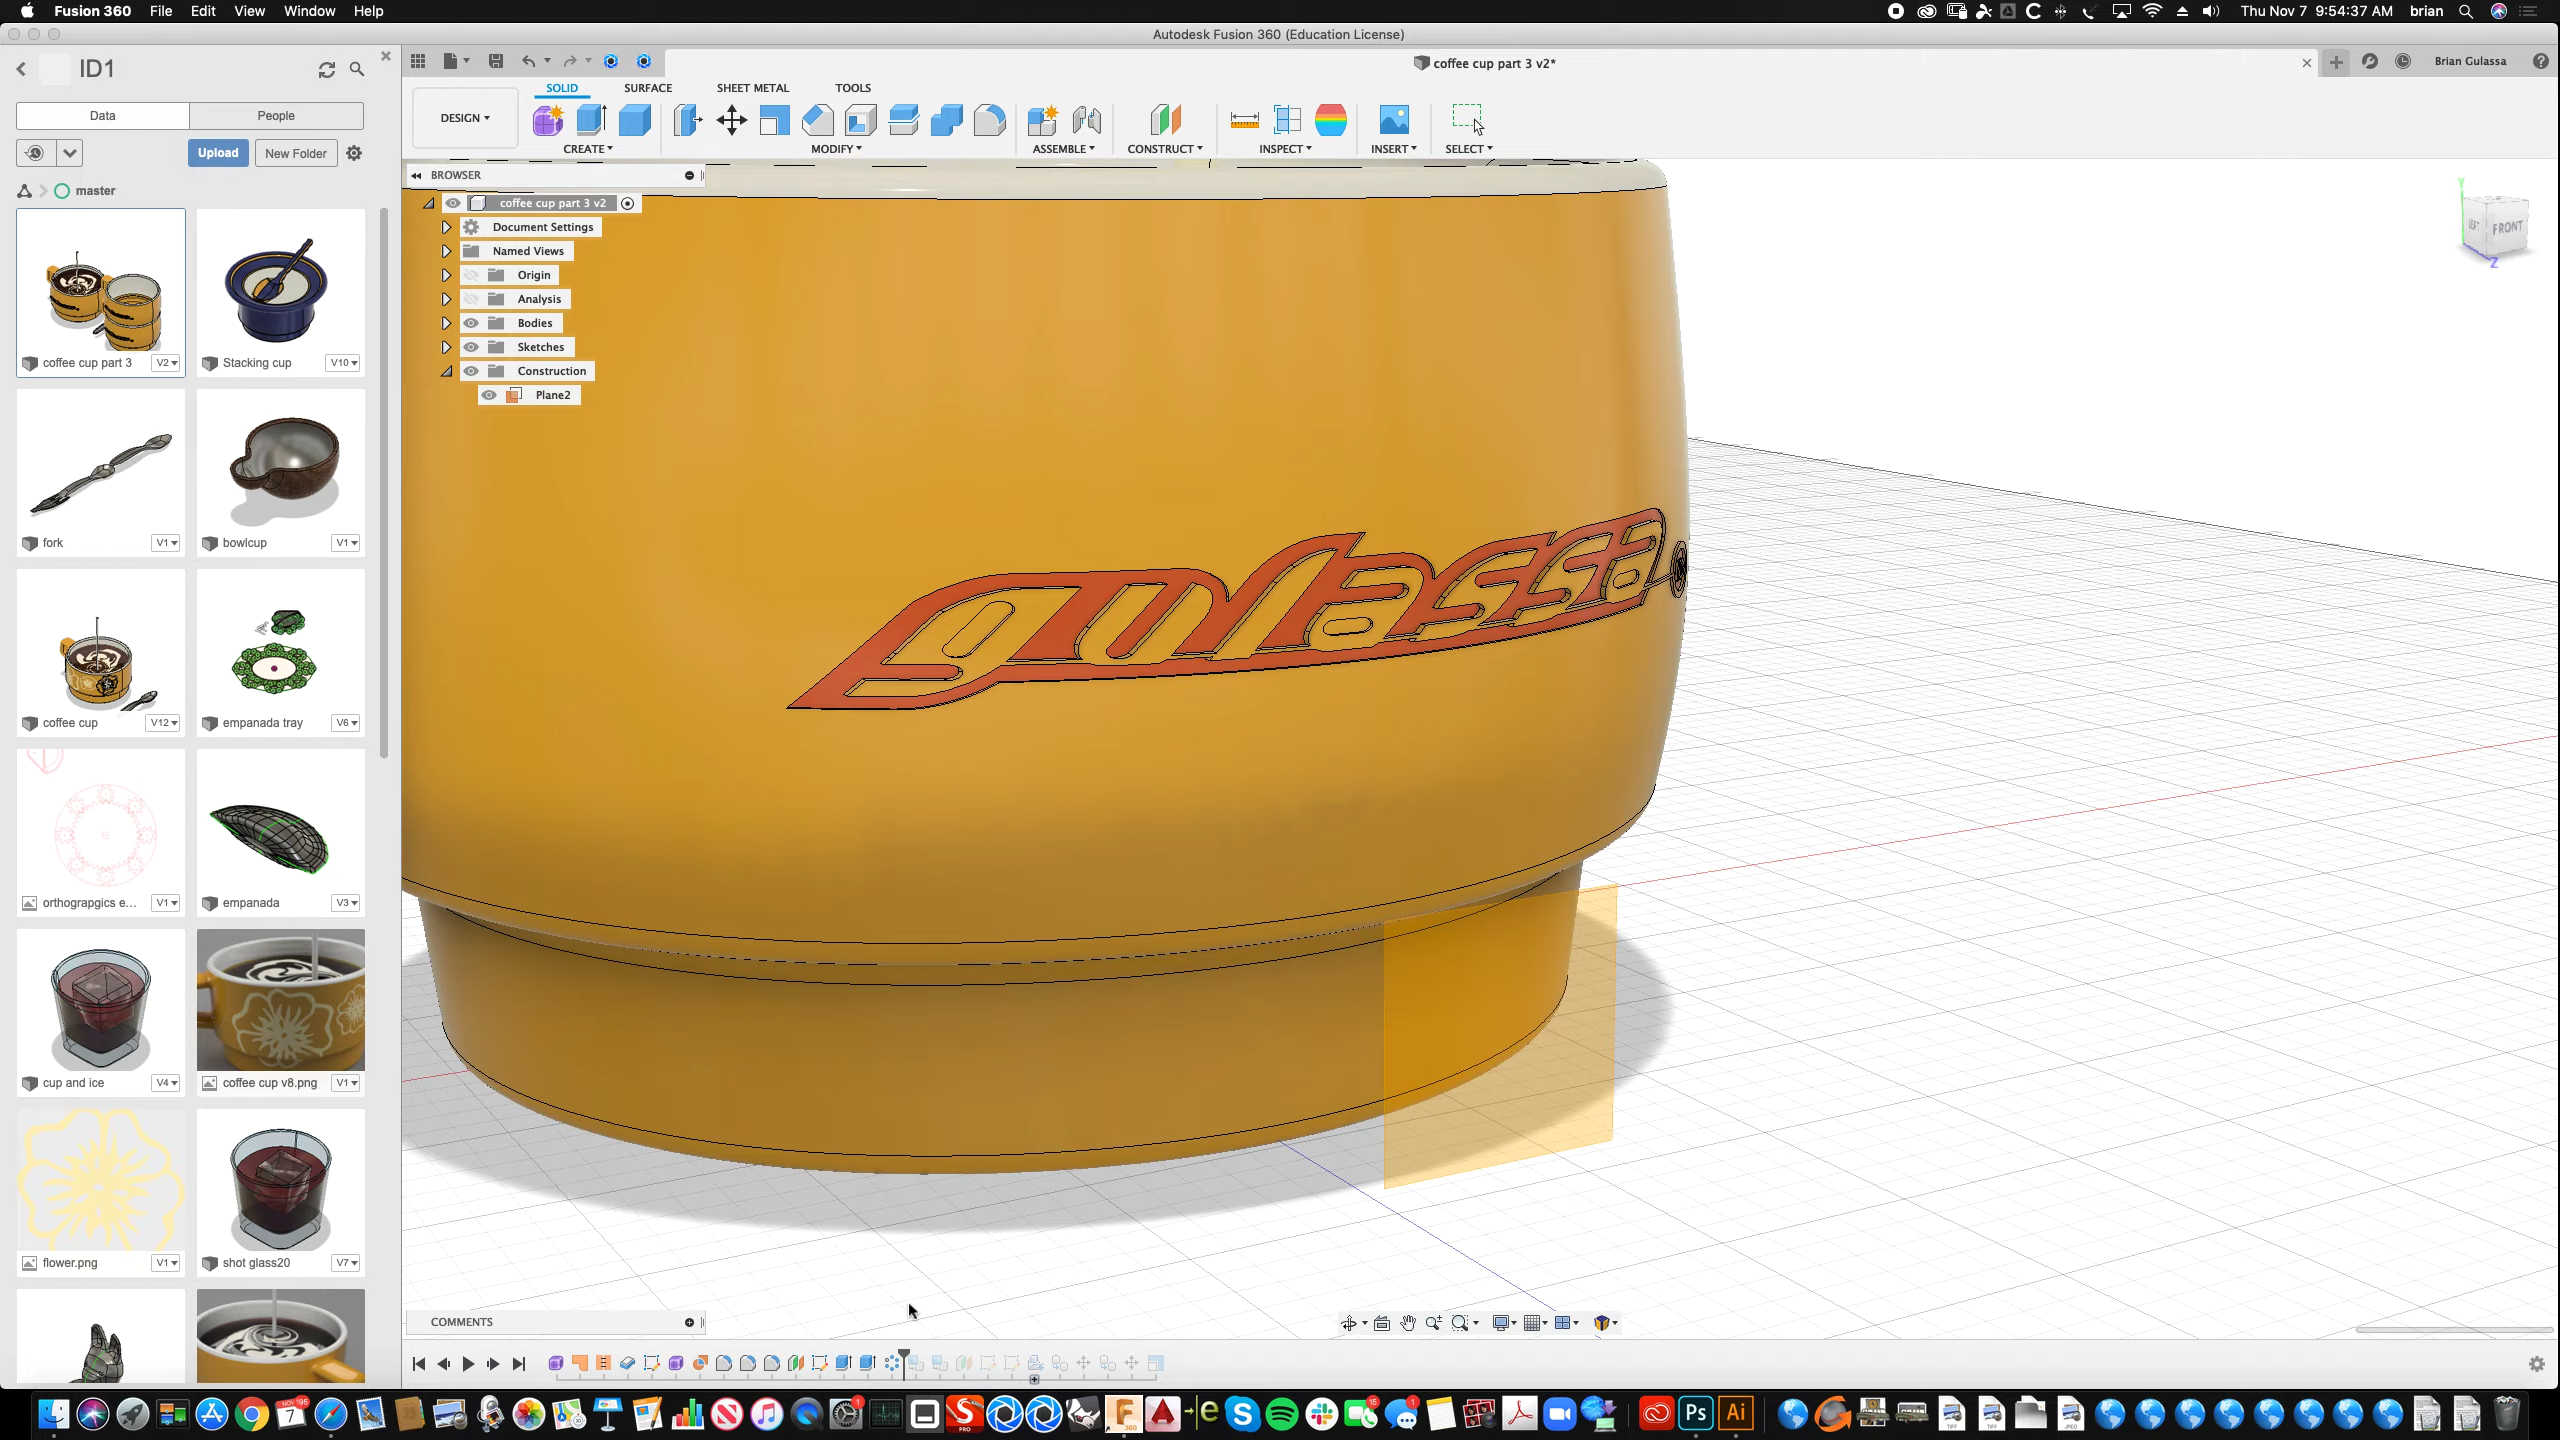 Fusion 360 File Edit View Window Help
Thu Nov 7 9:54:37 AM brian
Autodesk Fusion 360 (Education License)
ID1
coffee cup part 3 v2*
Brian Gulassa
Data People
Upload New Folder
master
DESIGN
SOLID SURFACE SHEET METAL TOOLS
CREATE MODIFY ASSEMBLE CONSTRUCT INSPECT INSERT SELECT
BROWSER
coffee cup part 3 v2
Document Settings
Named Views
Origin
Analysis
Bodies
Sketches
Construction
Plane2
Y
LEFT FRONT
Z
coffee cup part 3 V2
Stacking cup V10
fork V1
bowlcup V1
coffee cup V12
empanada tray V6
orthograpgics e... V1
empanada V3
cup and ice V4
coffee cup v8.png V1
flower.png V1
shot glass20 V7
gulassa
COMMENTS